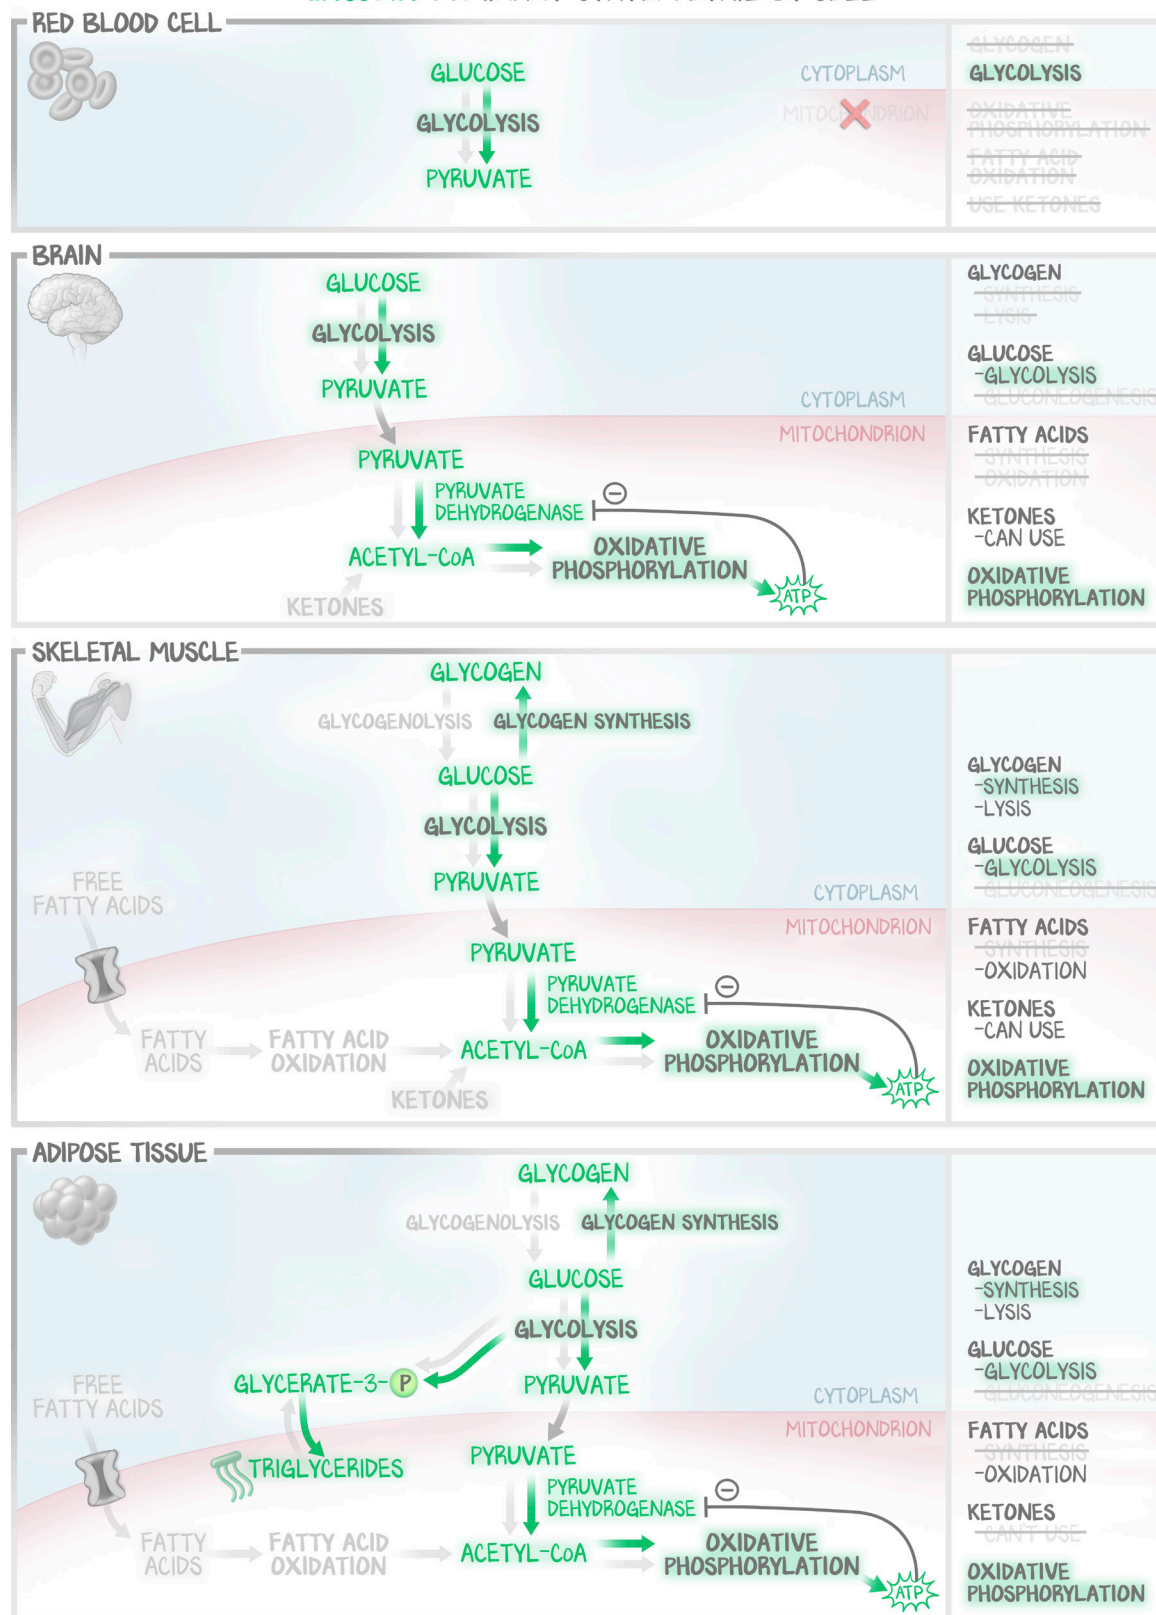 RED BLOOD CELL
GLUCOSE
GLYCOLYSIS
PYRUVATE
CYTOPLASM
MITOCHONDRION
GLYCOGEN
GLYCOLYSIS
OXIDATIVE
PHOSPHORYLATION
FATTY ACID
OXIDATION
USE KETONES
BRAIN
GLUCOSE
GLYCOLYSIS
PYRUVATE
CYTOPLASM
MITOCHONDRION
PYRUVATE
PYRUVATE
DEHYDROGENASE
ACETYL-CoA
OXIDATIVE
PHOSPHORYLATION
ATP
KETONES
GLYCOGEN
-SYNTHESIS
-LYSIS
GLUCOSE
-GLYCOLYSIS
-GLUCONEOGENESIS
FATTY ACIDS
-SYNTHESIS
-OXIDATION
KETONES
-CAN USE
OXIDATIVE
PHOSPHORYLATION
SKELETAL MUSCLE
GLYCOGEN
GLYCOGENOLYSIS
GLYCOGEN SYNTHESIS
GLUCOSE
GLYCOLYSIS
PYRUVATE
FREE
FATTY ACIDS
CYTOPLASM
MITOCHONDRION
PYRUVATE
PYRUVATE
DEHYDROGENASE
FATTY
ACIDS
FATTY ACID
OXIDATION
ACETYL-CoA
OXIDATIVE
PHOSPHORYLATION
ATP
KETONES
GLYCOGEN
-SYNTHESIS
-LYSIS
GLUCOSE
-GLYCOLYSIS
-GLUCONEOGENESIS
FATTY ACIDS
-SYNTHESIS
-OXIDATION
KETONES
-CAN USE
OXIDATIVE
PHOSPHORYLATION
ADIPOSE TISSUE
GLYCOGEN
GLYCOGENOLYSIS
GLYCOGEN SYNTHESIS
GLUCOSE
GLYCOLYSIS
GLYCERATE-3-P
PYRUVATE
FREE
FATTY ACIDS
CYTOPLASM
MITOCHONDRION
TRIGLYCERIDES
PYRUVATE
PYRUVATE
DEHYDROGENASE
FATTY
ACIDS
FATTY ACID
OXIDATION
ACETYL-CoA
OXIDATIVE
PHOSPHORYLATION
ATP
GLYCOGEN
-SYNTHESIS
-LYSIS
GLUCOSE
-GLYCOLYSIS
-GLUCONEOGENESIS
FATTY ACIDS
-SYNTHESIS
-OXIDATION
KETONES
-CAN'T USE
OXIDATIVE
PHOSPHORYLATION